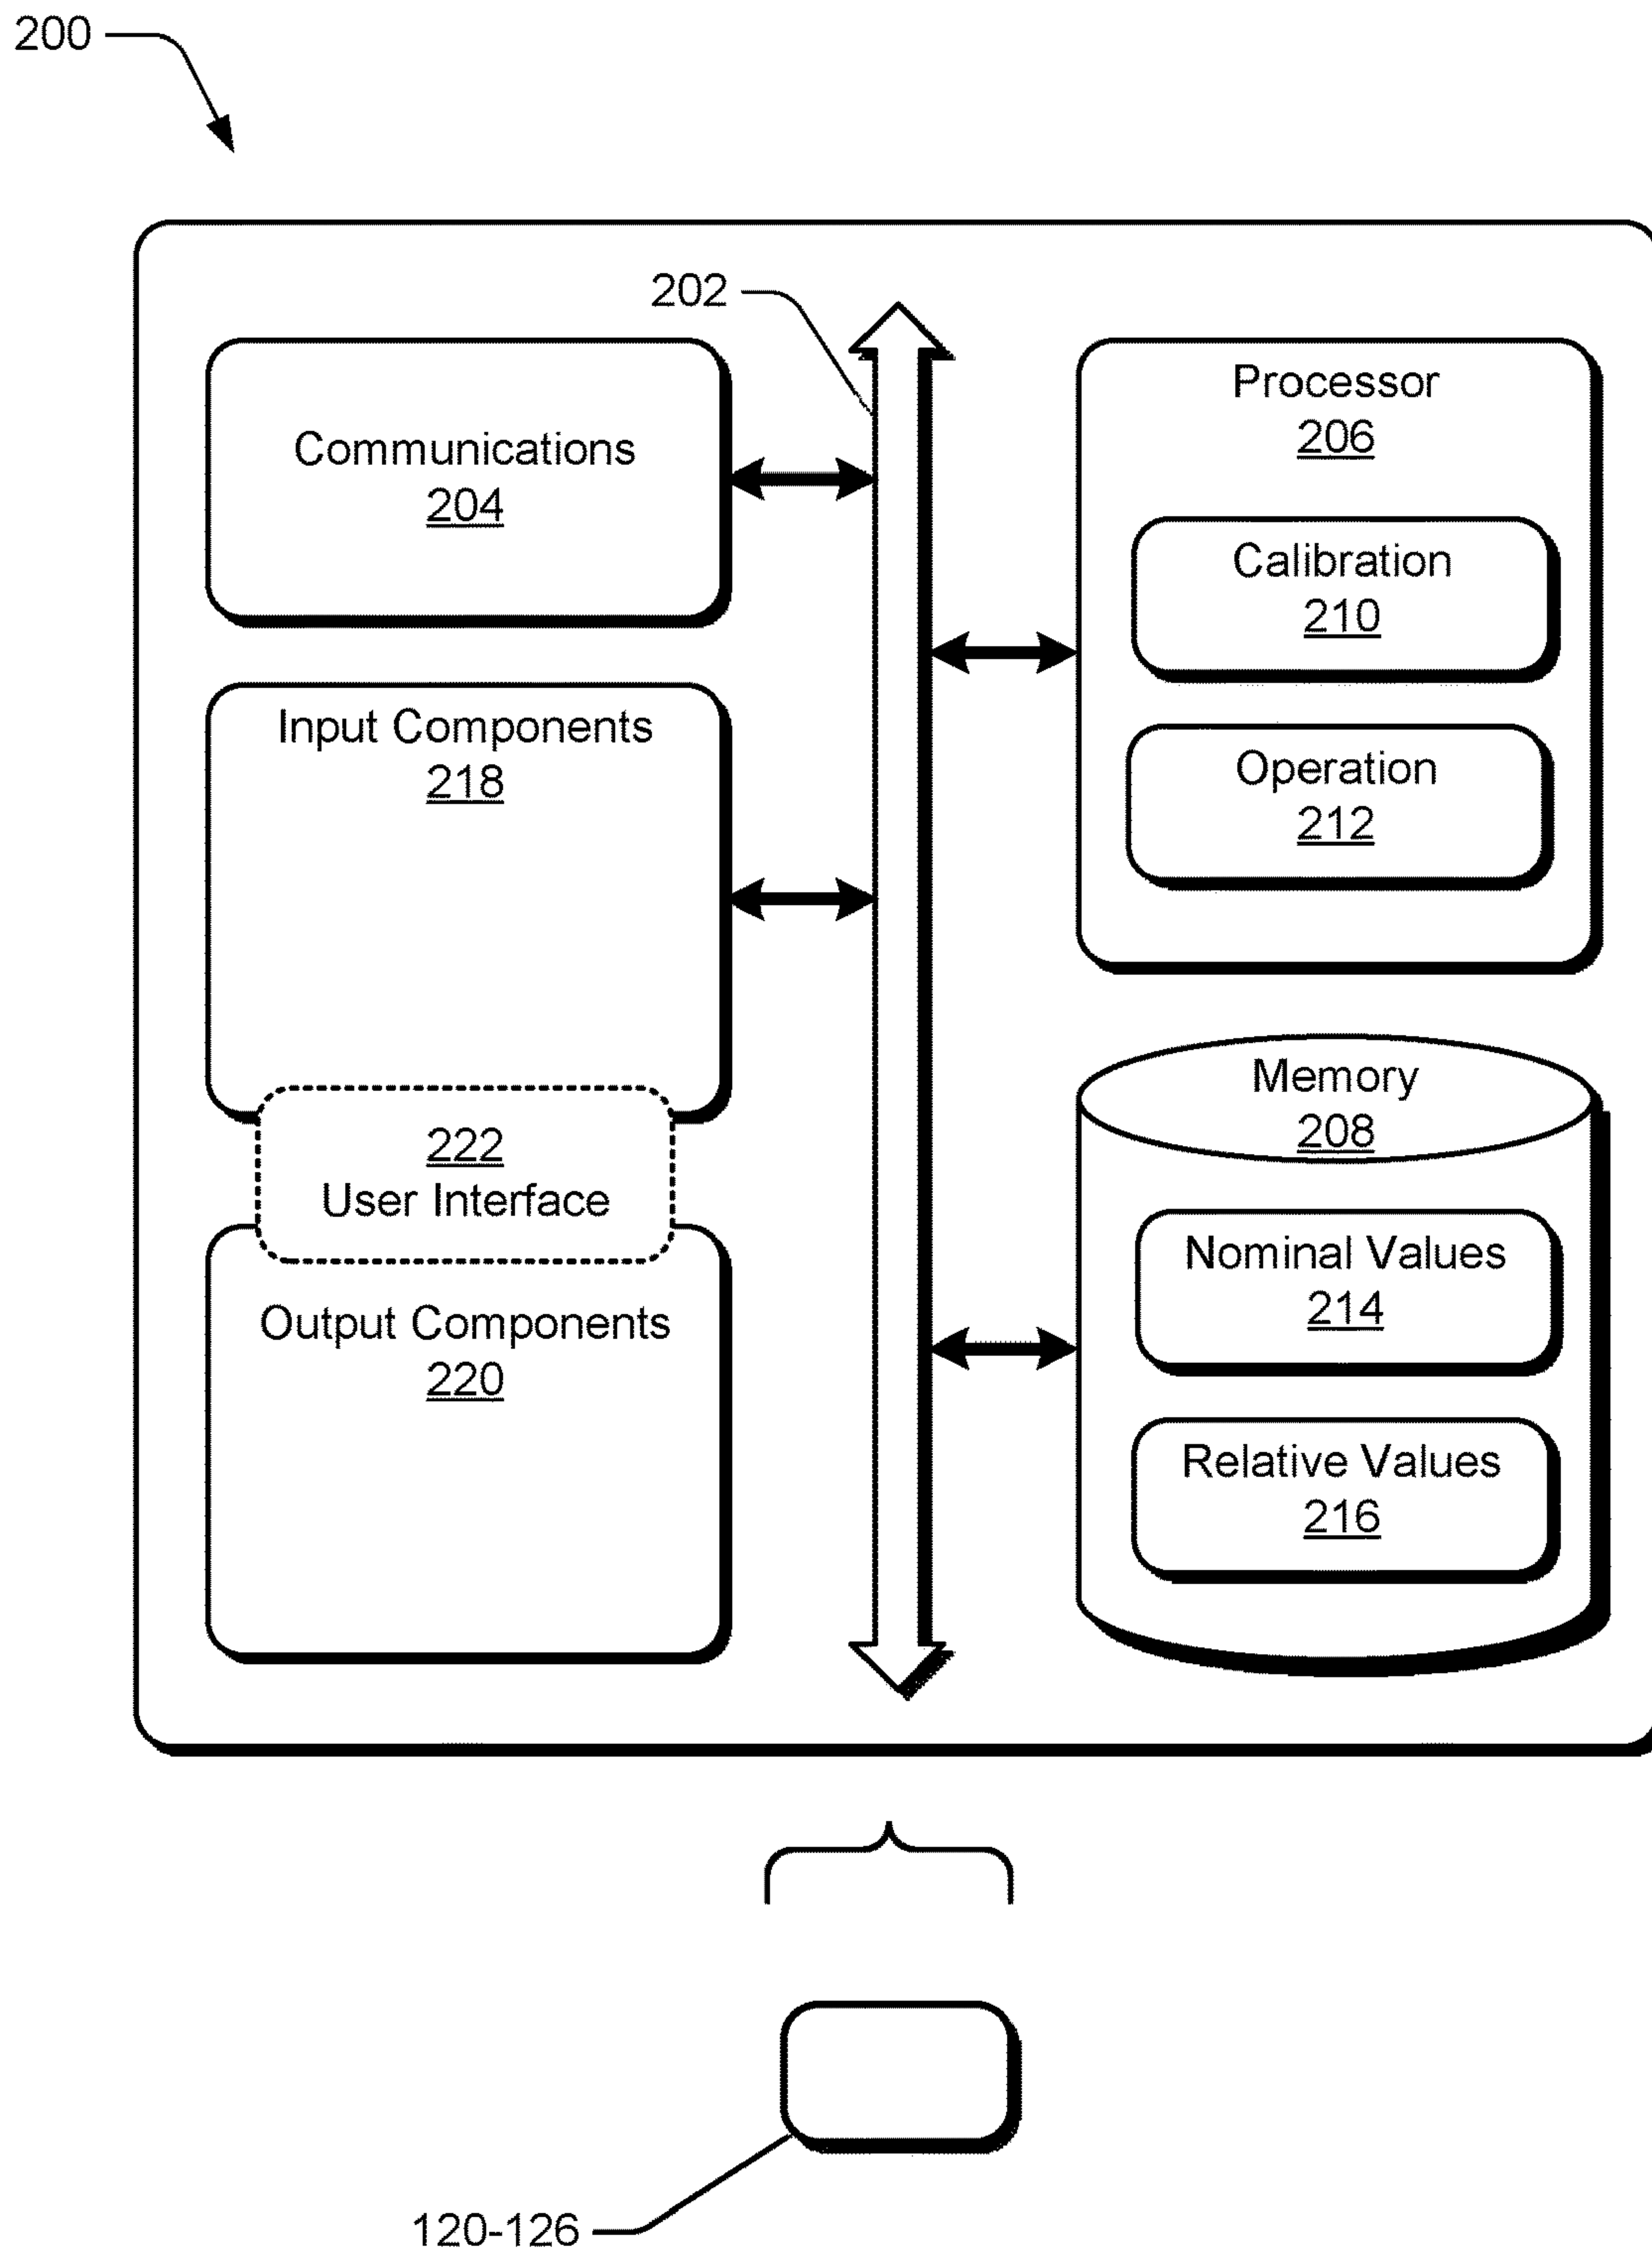 200
202
Communications
204
Processor
206
Calibration
210
Input Components
218
Operation
212
Memory
208
222
User Interface
Nominal Values
214
Output Components
220
Relative Values
216
120-126